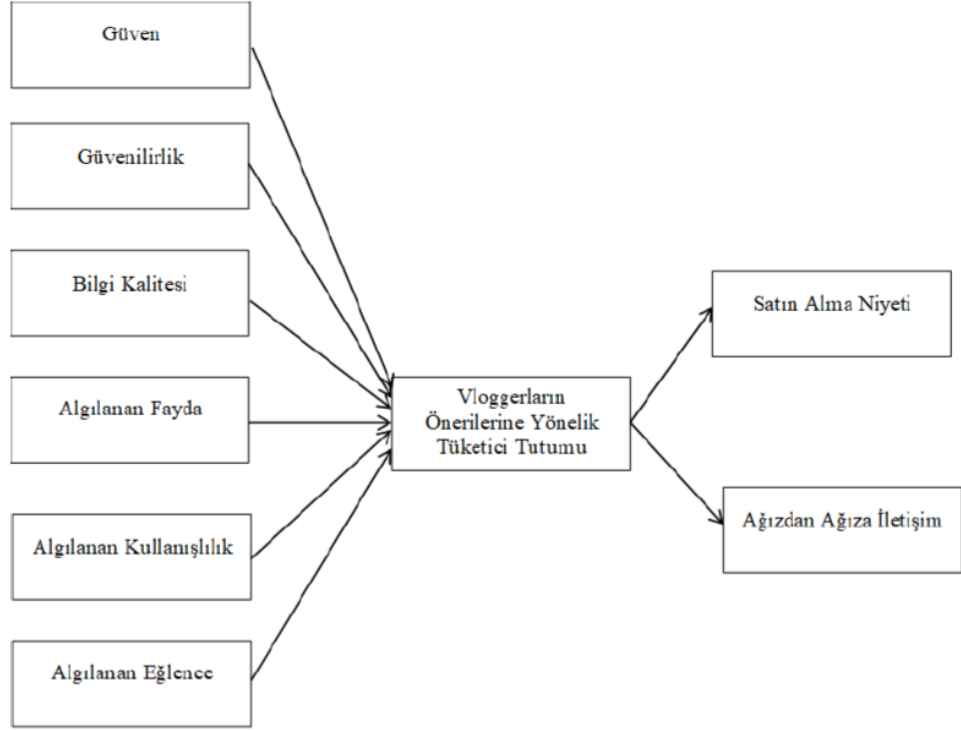 Güven
Güvenilirlik
Bilgi Kalitesi
Algılanan Fayda
Algılanan Kullanışlılık
Algılanan Eğlence
Vloggerların
Önerilerine Yönelik
Tüketici Tutumu
Satın Alma Niyeti
Ağızdan Ağıza İletişim